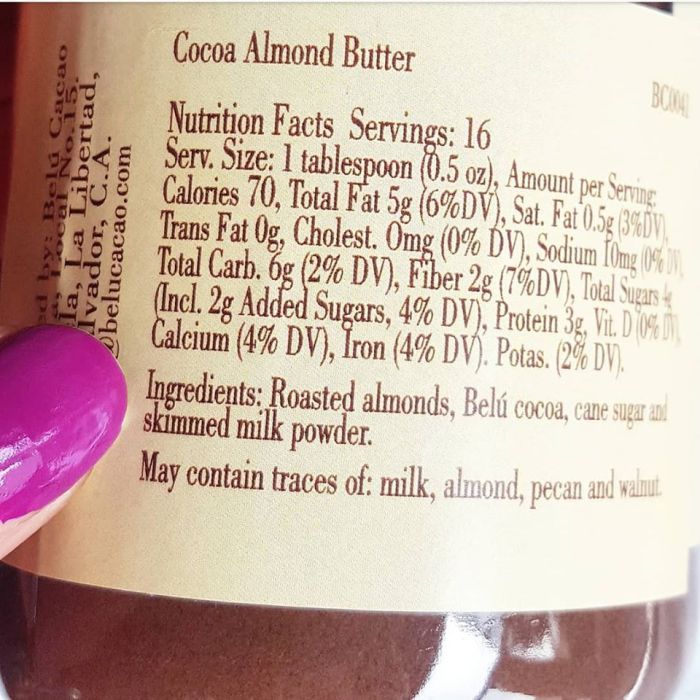 Cocoa Almond Butter
BC0041
Nutrition Facts Servings: 16
Serv. Size: 1 tablespoon (0.5 oz), Amount per Serving:
Calories 70, Total Fat 5g (6%DV), Sat. Fat 0.5g (3%DV),
Trans Fat 0g, Cholest. 0mg (0% DV), Sodium 10mg (0% DV),
Total Carb. 6g (2% DV), Fiber 2g (7%DV), Total Sugars 4g
(Incl. 2g Added Sugars, 4% DV), Protein 3g, Vit. D (0% DV),
Calcium (4% DV), Iron (4% DV). Potas. (2% DV).
Ingredients: Roasted almonds, Belú cocoa, cane sugar and
skimmed milk powder.
May contain traces of: milk, almond, pecan and walnut.
by: Belú Cacao
Local No.15.
La Libertad,
C.A.
@belucacao.com